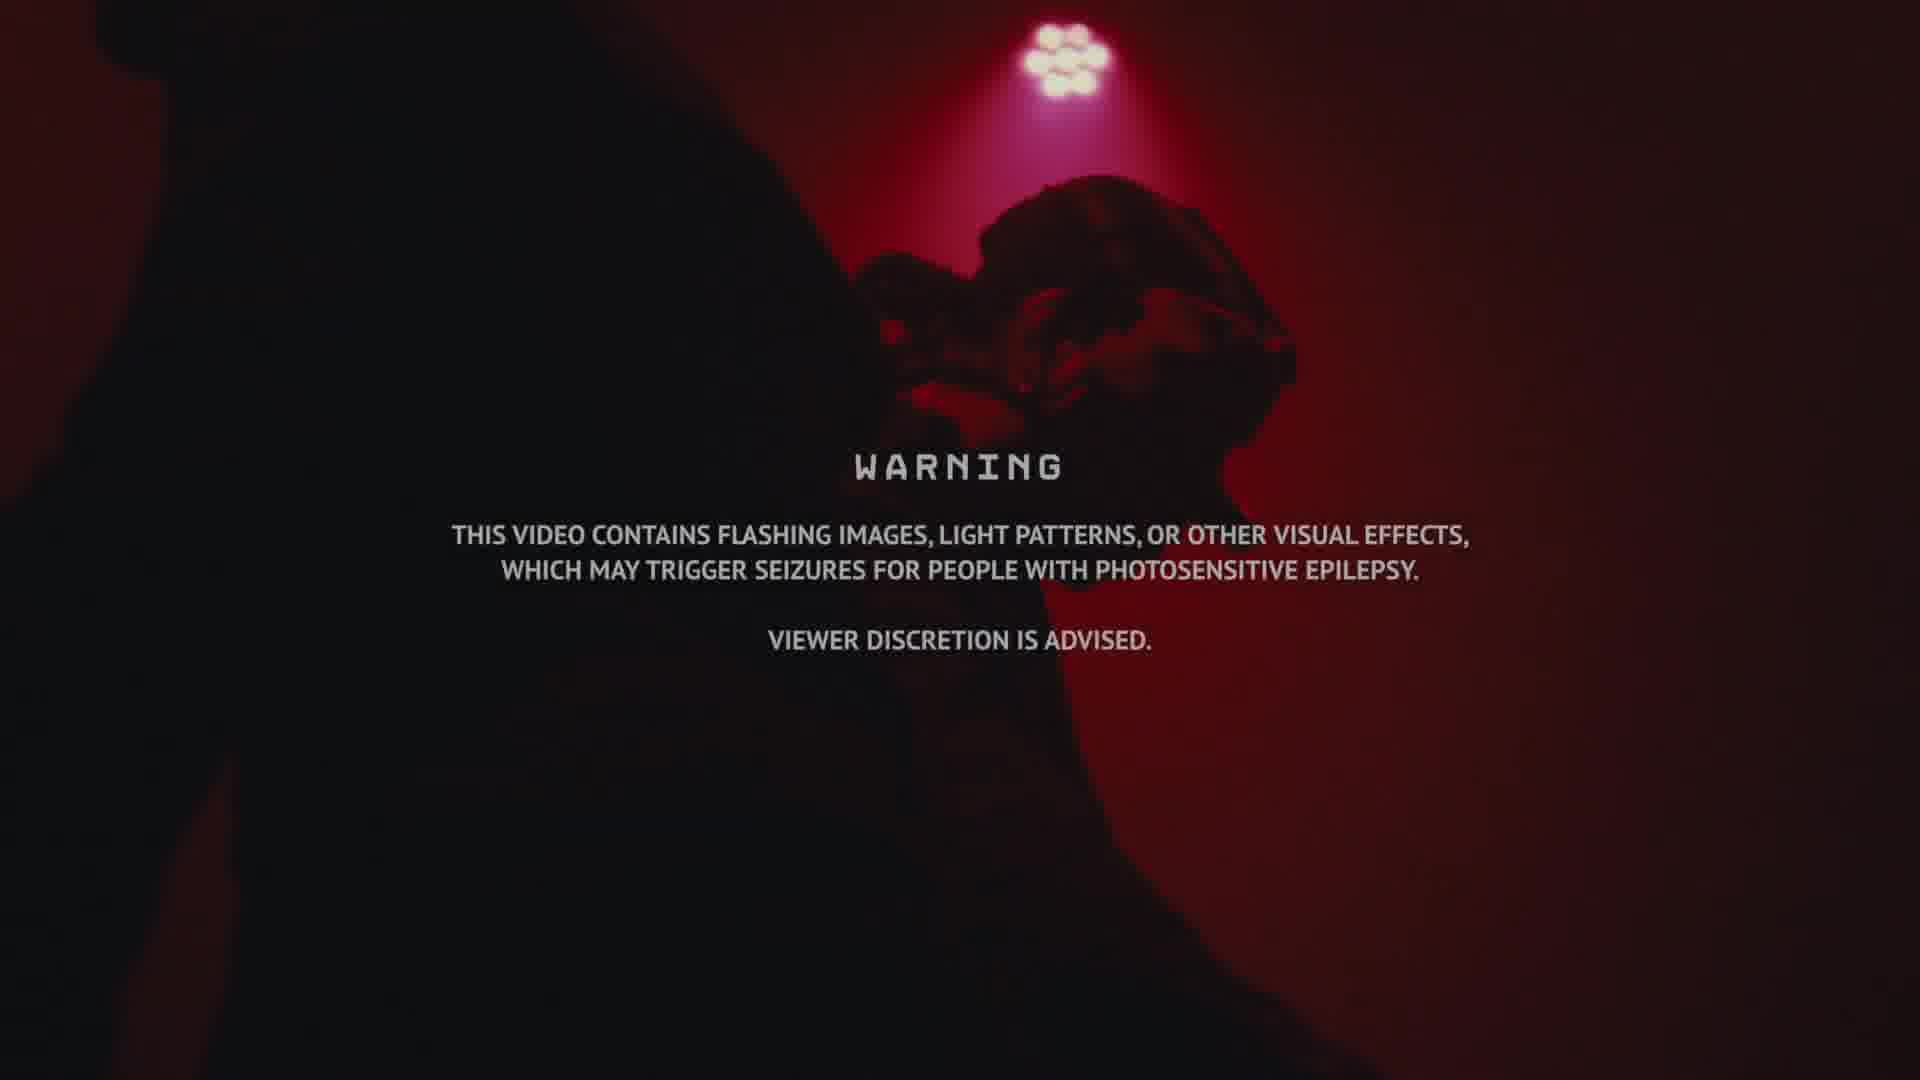 WARNING
THIS VIDEO CONTAINS FLASHING IMAGES, LIGHT PATTERNS, OR OTHER VISUAL EFFECTS,
WHICH MAY TRIGGER SEIZURES FOR PEOPLE WITH PHOTOSENSITIVE EPILEPSY.
VIEWER DISCRETION IS ADVISED.